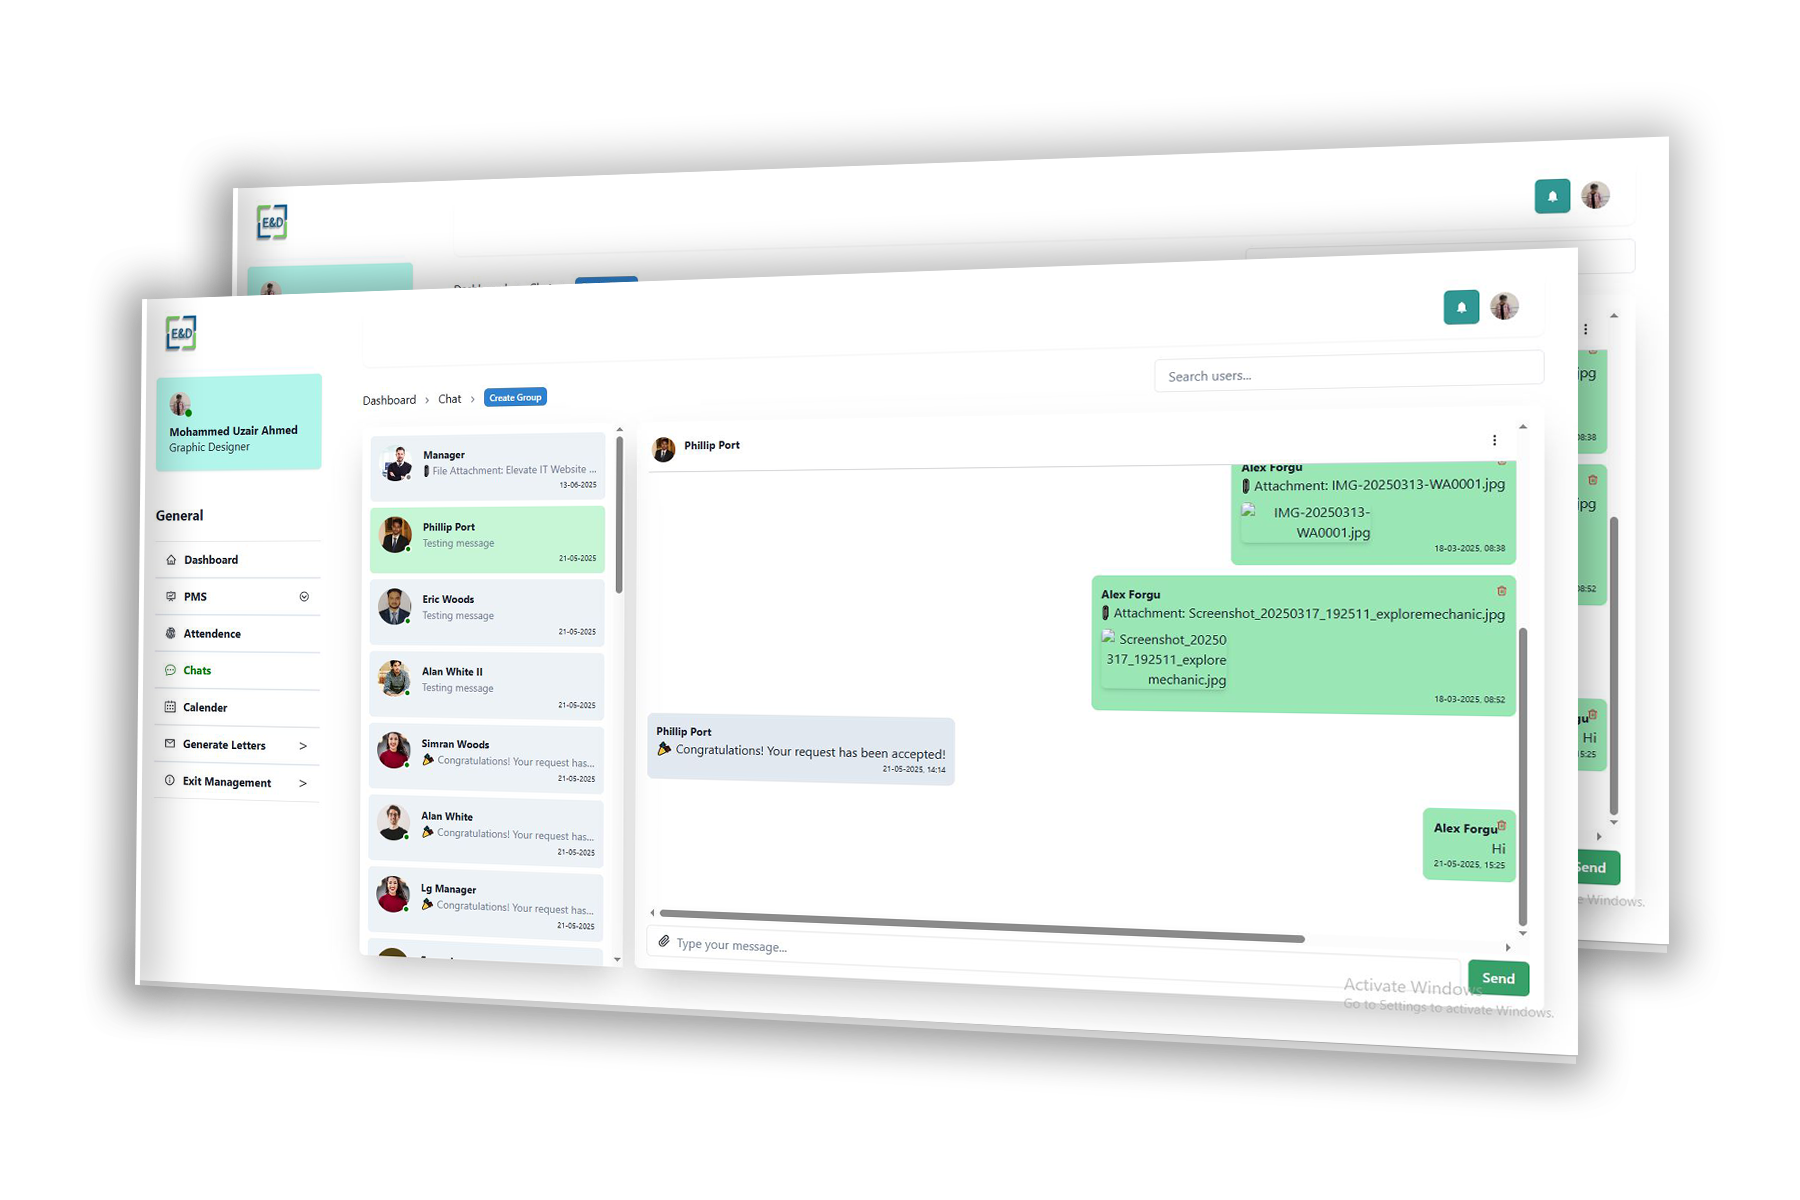 E&D
E&D
Search users...
Dashboard › Chat › Create Group
Mohammed Uzair Ahmed
Graphic Designer
General
Dashboard
PMS
Attendence
Chats
Calender
Generate Letters >
Exit Management >
Manager
File Attachment: Elevate IT Website ...
13-06-2025
Phillip Port
Testing message
21-05-2025
Eric Woods
Testing message
21-05-2025
Alan White II
Testing message
21-05-2025
Simran Woods
Congratulations! Your request has...
21-05-2025
Alan White
Congratulations! Your request has...
21-05-2025
Lg Manager
Congratulations! Your request has...
21-05-2025
Phillip Port
Alex Forgu
Attachment: IMG-20250313-WA0001.jpg
IMG-20250313-
WA0001.jpg
18-03-2025, 08:38
Alex Forgu
Attachment: Screenshot_20250317_192511_exploremechanic.jpg
Screenshot_20250
317_192511_explore
mechanic.jpg
18-03-2025, 08:52
Phillip Port
Congratulations! Your request has been accepted!
21-05-2025, 14:14
Alex Forgu
Hi
21-05-2025, 15:25
Type your message...
Send
Activate Windows
Go to Settings to activate Windows.
jpg
08:38
jpg
08:52
gu
Hi
15:25
Send
Windows.